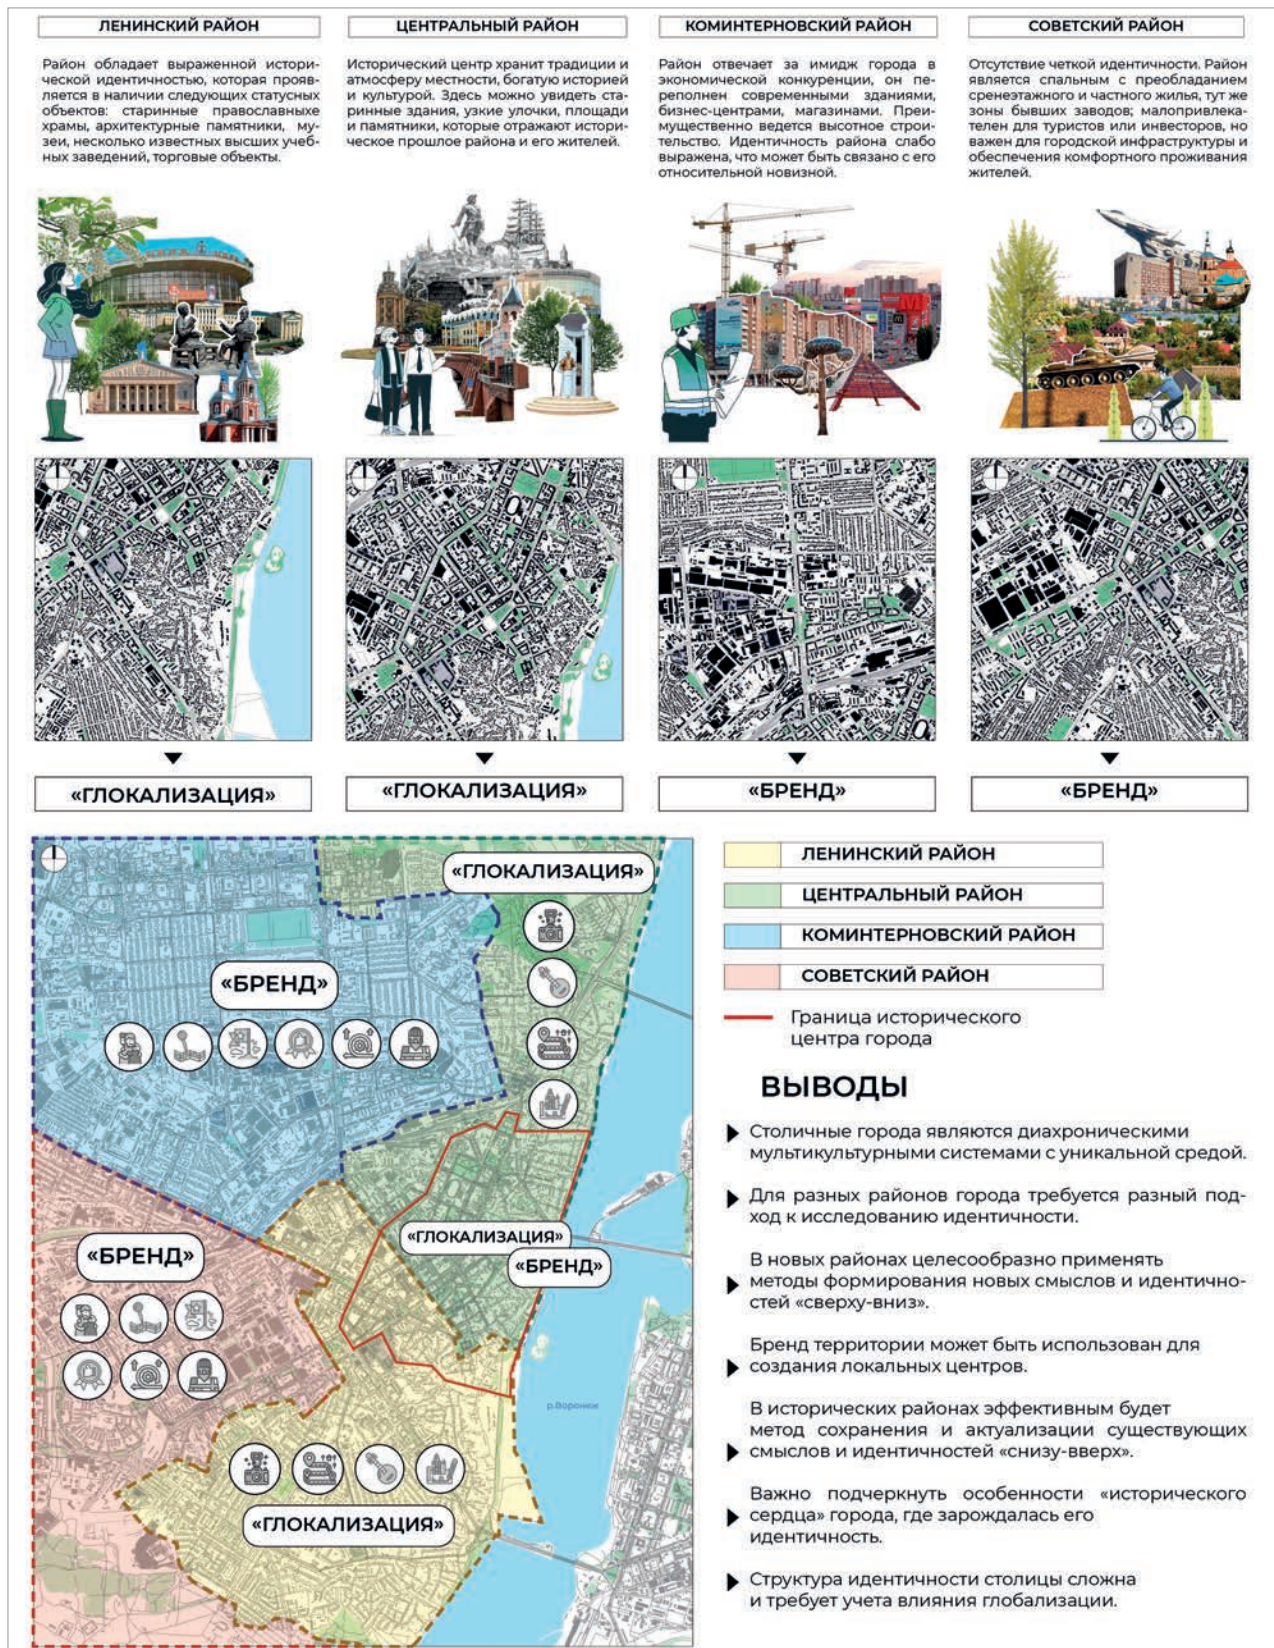 ЛЕНИНСКИЙ РАЙОН
Район обладает выраженной истори-
ческой идентичностью, которая прояв-
ляется в наличии следующих статусных
объектов: старинные православныхе
храмы, архитектурные памятники, му-
зеи, несколько известных высших учеб-
ных заведений, торговые объекты.
ЦЕНТРАЛЬНЫЙ РАЙОН
Исторический центр хранит традиции и
атмосферу местности, богатую историей
и культурой. Здесь можно увидеть ста-
ринные здания, узкие улочки, площади
и памятники, которые отражают истори-
ческое прошлое района и его жителей.
КОМИНТЕРНОВСКИЙ РАЙОН
Район отвечает за имидж города в
экономической конкуренции, он пе-
реполнен современными зданиями,
бизнес-центрами, магазинами. Преи-
мущественно ведется высотное строи-
тельство. Идентичность района слабо
выражена, что может быть связано с его
относительной новизной.
СОВЕТСКИЙ РАЙОН
Отсутствие четкой идентичности. Район
является спальным с преобладанием
сренеэтажного и частного жилья, тут же
зоны бывших заводов; малопривлека-
телен для туристов или инвесторов, но
важен для городской инфраструктуры и
обеспечения комфортного проживания
жителей.
«ГЛОКАЛИЗАЦИЯ»
«ГЛОКАЛИЗАЦИЯ»
«БРЕНД»
«БРЕНД»
«ГЛОКАЛИЗАЦИЯ»
«БРЕНД»
«ГЛОКАЛИЗАЦИЯ»
«БРЕНД»
«БРЕНД»
р.Воронеж
«ГЛОКАЛИЗАЦИЯ»
ЛЕНИНСКИЙ РАЙОН
ЦЕНТРАЛЬНЫЙ РАЙОН
КОМИНТЕРНОВСКИЙ РАЙОН
СОВЕТСКИЙ РАЙОН
Граница исторического
центра города
ВЫВОДЫ
Столичные города являются диахроническими
мультикультурными системами с уникальной средой.
Для разных районов города требуется разный под-
ход к исследованию идентичности.
В новых районах целесообразно применять
методы формирования новых смыслов и идентично-
стей «сверху-вниз».
Бренд территории может быть использован для
создания локальных центров.
В исторических районах эффективным будет
метод сохранения и актуализации существующих
смыслов и идентичностей «снизу-вверх».
Важно подчеркнуть особенности «исторического
сердца» города, где зарождалась его
идентичность.
Структура идентичности столицы сложна
и требует учета влияния глобализации.